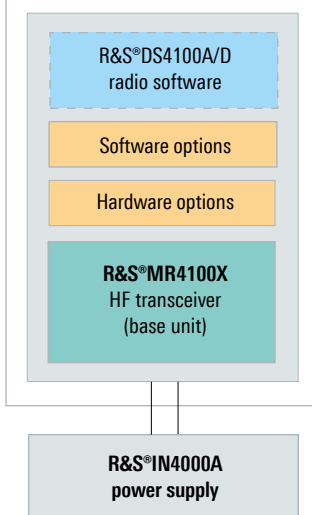 R&S®DS4100A/D
radio software
Software options
Hardware options
R&S®MR4100X
HF transceiver
(base unit)
R&S®IN4000A
power supply